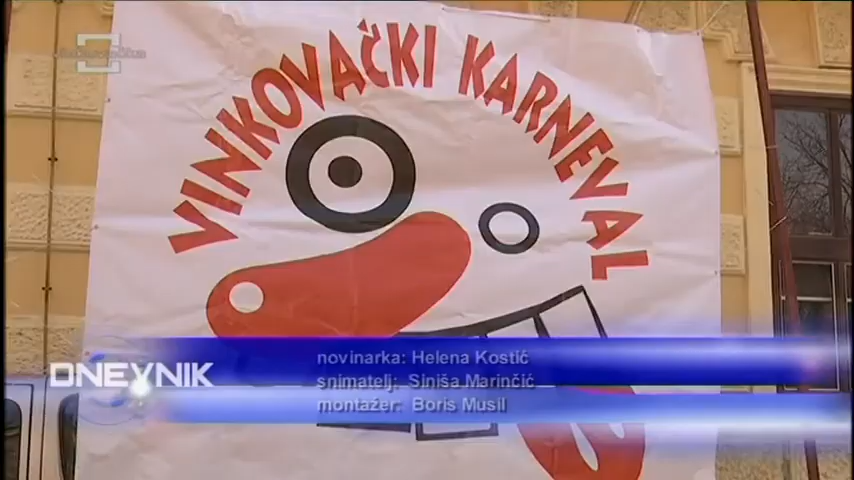 VINKOVAČKI KARNEVAL
DNEVNIK
novinarka: Helena Kostić
snimatelj: Siniša Marinčić
montažer: Boris Musil